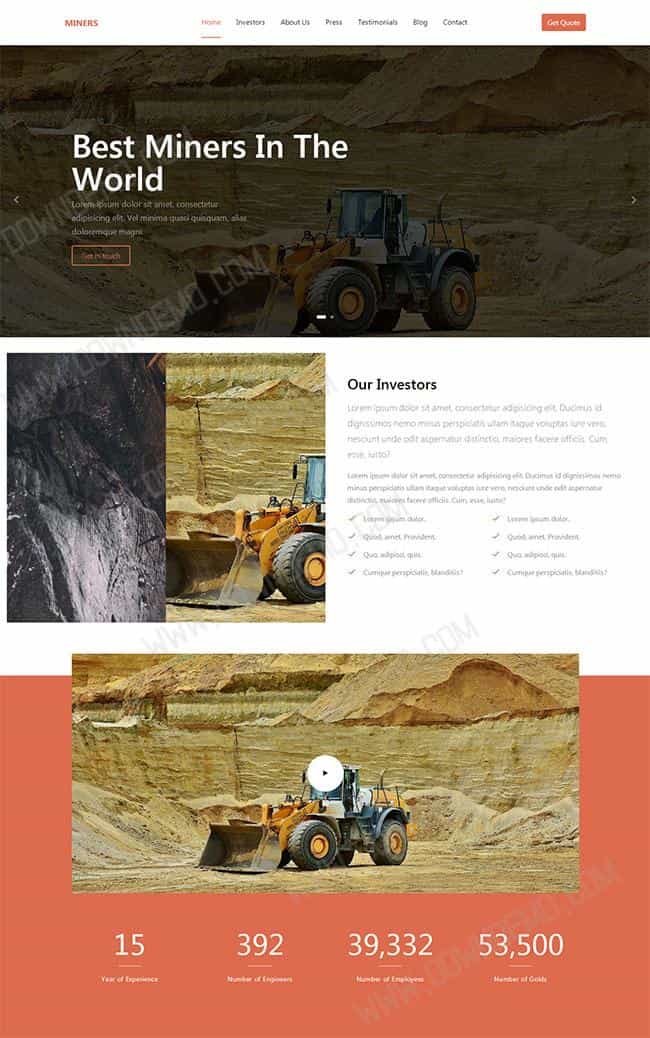 MINERS
Home Investors About Us Press Testimonials Blog Contact
Get Quote
Best Miners In The
World
Lorem ipsum dolor sit amet, consectetur
adipisicing elit. Vel minima quasi quisquam, alias
doloremque magni.
Get in touch
Our Investors
Lorem ipsum dolor sit amet, consectetur adipisicing elit. Ducimus id
dignissimos nemo minus perspiciatis ullam itaque voluptas iure vero,
nesciunt unde odit aspernatur distinctio, maiores facere officiis. Cum,
esse, iusto?
Lorem ipsum dolor sit amet, consectetur adipisicing elit. Ducimus id dignissimos nemo
minus perspiciatis ullam itaque voluptas iure vero, nesciunt unde odit aspernatur
distinctio, maiores facere officiis. Cum, esse, iusto?
Lorem ipsum dolor.
Lorem ipsum dolor.
Quod, amet. Provident.
Quod, amet. Provident.
Quo, adipisci, quis.
Quo, adipisci, quis.
Cumque perspiciatis, blanditiis?
Cumque perspiciatis, blanditiis?
15 392 39,332 53,500
Year of Experience Number of Engineers Number of Employees Number of Golds
WWW.DOWNDEMO.COM